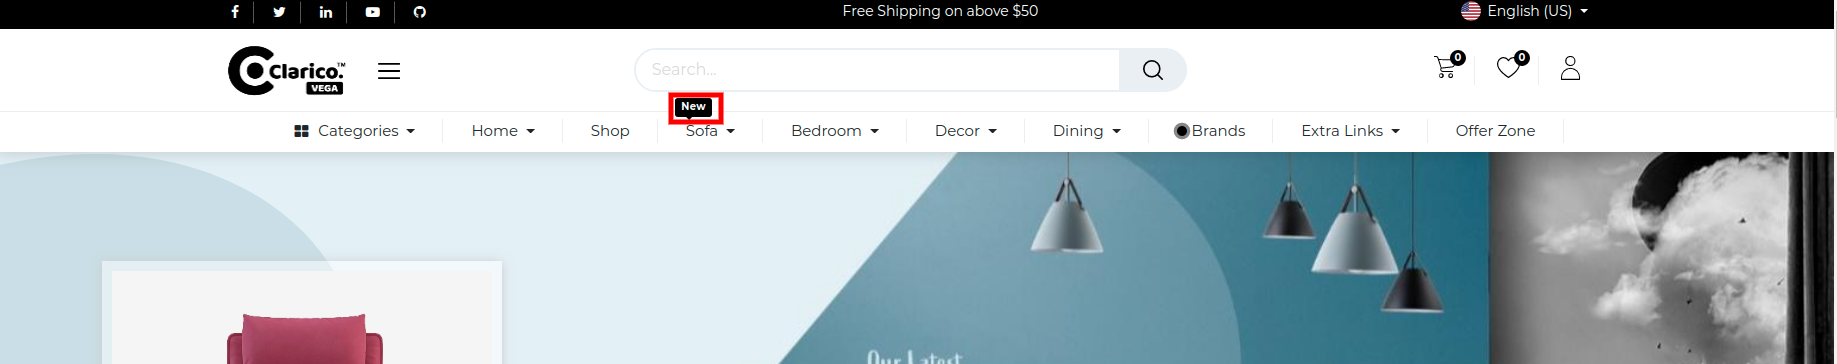 Free Shipping on above $50
English (US)
Clarico.™
VEGA
Search...
0
0
New
Categories
Home
Shop
Sofa
Bedroom
Decor
Dining
Brands
Extra Links
Offer Zone
Our Latest